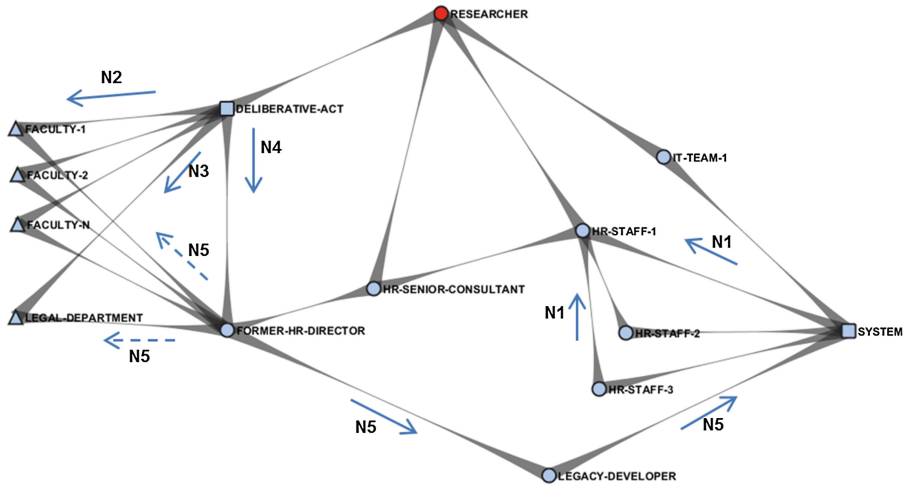 RESEARCHER
N2
DELIBERATIVE-ACT
FACULTY-1
N4
IT-TEAM-1
FACULTY-2
N3
FACULTY-N
HR-STAFF-1
N5
N1
HR-SENIOR-CONSULTANT
LEGAL-DEPARTMENT
FORMER-HR-DIRECTOR
N1
HR-STAFF-2
SYSTEM
N5
HR-STAFF-3
N5
N5
LEGACY-DEVELOPER